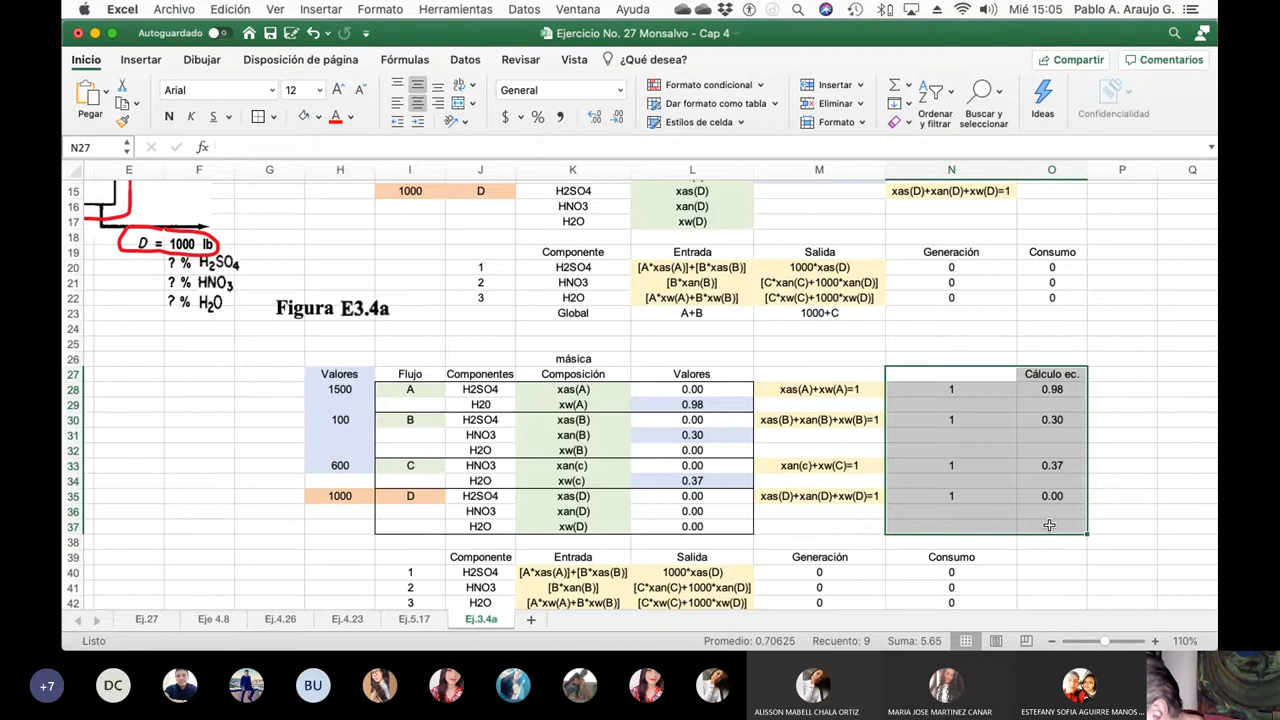 Excel Archivo Edición Ver Insertar Formato Herramientas Datos Ventana Ayuda Mié 15:05 Pablo A. Araujo G.
Autoguardado Ejercicio No. 27 Monsalvo - Cap 4
Inicio Insertar Dibujar Disposición de página Fórmulas Datos Revisar Vista ¿Qué desea? Compartir Comentarios
Pegar Arial 12 General Formato condicional Dar formato como tabla Estilos de celda Insertar Eliminar Formato Ordenar y filtrar Buscar y seleccionar Ideas Confidencialidad
N27 fx
E F G H I J K L M N O P Q
15 1000 D H2SO4 xas(D) xas(D)+xan(D)+xw(D)=1
16 HNO3 xan(D)
17 H2O xw(D)
18 D = 1000 lb
19 ? % H2SO4 Componente Entrada Salida Generación Consumo
20 1 H2SO4 [A*xas(A)]+[B*xas(B)] 1000*xas(D) 0 0
21 ? % HNO3 2 HNO3 [B*xan(B)] [C*xan(C)+1000*xan(D)] 0 0
22 ? % H2O 3 H2O [A*xw(A)+B*xw(B)] [C*xw(C)+1000*xw(D)] 0 0
23 Figura E3.4a Global A+B 1000+C
24
25
26 másica
27 Valores Flujo Componentes Composición Valores Cálculo ec.
28 1500 A H2SO4 xas(A) 0.00 xas(A)+xw(A)=1 1 0.98
29 H20 xw(A) 0.98
30 100 B H2SO4 xas(B) 0.00 xas(B)+xan(B)+xw(B)=1 1 0.30
31 HNO3 xan(B) 0.30
32 H2O xw(B) 0.00
33 600 C HNO3 xan(c) 0.00 xan(c)+xw(C)=1 1 0.37
34 H2O xw(c) 0.37
35 1000 D H2SO4 xas(D) 0.00 xas(D)+xan(D)+xw(D)=1 1 0.00
36 HNO3 xan(D) 0.00
37 H2O xw(D) 0.00
38
39 Componente Entrada Salida Generación Consumo
40 1 H2SO4 [A*xas(A)]+[B*xas(B)] 1000*xas(D) 0 0
41 2 HNO3 [B*xan(B)] [C*xan(C)+1000*xan(D)] 0 0
42 3 H2O [A*xw(A)+B*xw(B)] [C*xw(C)+1000*xw(D)] 0 0
Ej.27 Eje 4.8 Ej.4.26 Ej.4.23 Ej.5.17 Ej.3.4a
Listo Promedio: 0.70625 Recuento: 9 Suma: 5.65 110%
+7 DC BU ALISSON MABELL CHALA ORTIZ MARIA JOSE MARTINEZ CANAR ESTEFANY SOFIA AGUIRRE MANOS ...